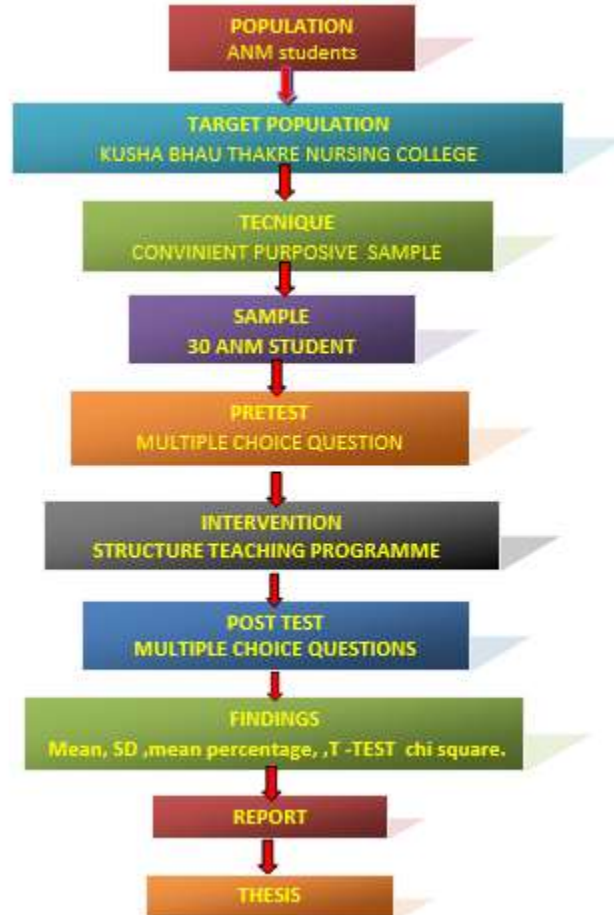 POPULATION
ANM students
TARGET POPULATION
KUSHA BHAU THAKRE NURSING COLLEGE
TECNIQUE
CONVINIENT PURPOSIVE SAMPLE
SAMPLE
30 ANM STUDENT
PRETEST
MULTIPLE CHOICE QUESTION
INTERVENTION
STRUCTURE TEACHING PROGRAMME
POST TEST
MULTIPLE CHOICE QUESTIONS
FINDINGS
Mean, SD ,mean percentage, ,T -TEST chi square.
REPORT
THESIS